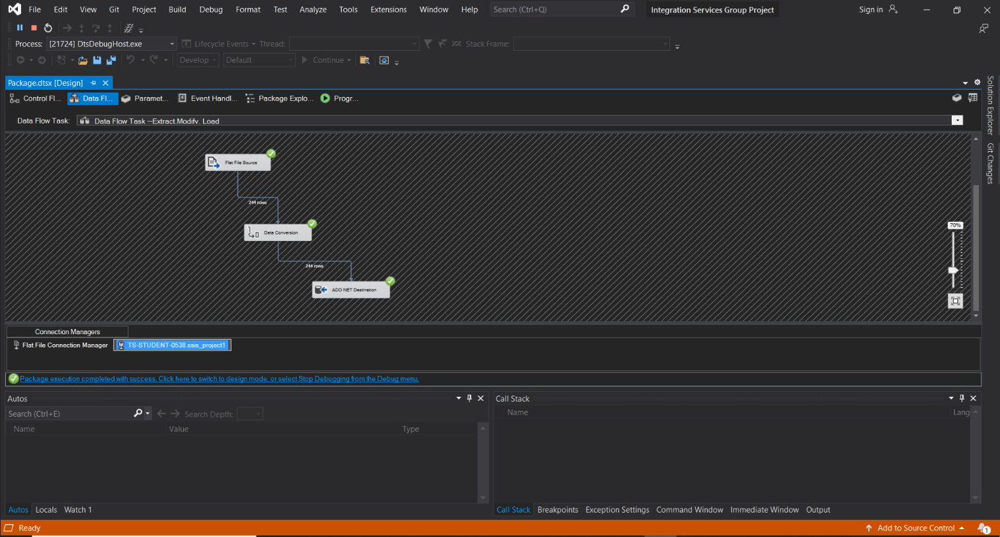 File Edit View Git Project Build Debug Format Test Analyze Tools Extensions Window Help Search (Ctrl+Q) Integration Services Group Project Sign in
Process: [21724] DtsDebugHost.exe Lifecycle Events Thread: Stack Frame:
Develop Default Continue
Package.dtsx [Design]
Control Fl... Data Fl... Paramet... Event Handl... Package Explo... Progr...
Data Flow Task: Data Flow Task --Extract.Modify. Load
Flat File Source
244 rows
Data Conversion
244 rows
ADO NET Destination
70%
Solution Explorer
Git Changes
Connection Managers
Flat File Connection Manager TS-STUDENT-0538.ssis_project1
Package execution completed with success. Click here to switch to design mode, or select Stop Debugging from the Debug menu.
Autos
Search (Ctrl+E) Search Depth:
Name Value Type
Autos Locals Watch 1
Call Stack
Name Lang
Call Stack Breakpoints Exception Settings Command Window Immediate Window Output
Ready Add to Source Control 1